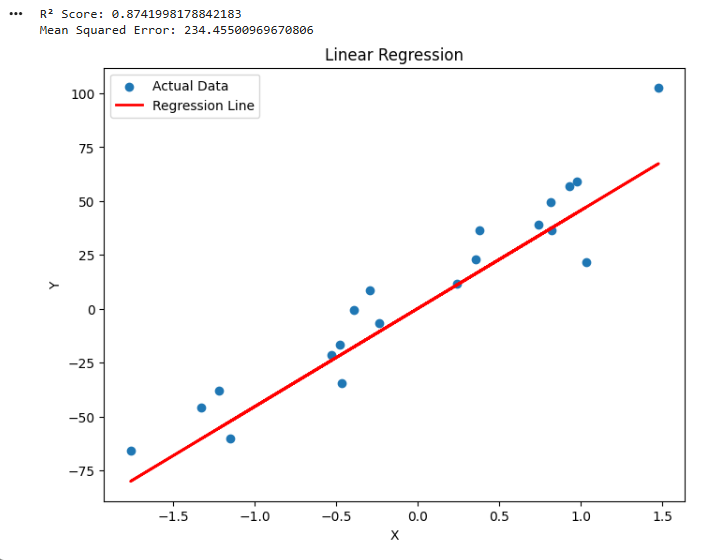 ••• R² Score: 0.8741998178842183
Mean Squared Error: 234.45500969670806
Linear Regression
Actual Data
Regression Line
Y
100
75
50
25
0
−25
−50
−75
−1.5 −1.0 −0.5 0.0 0.5 1.0 1.5
X